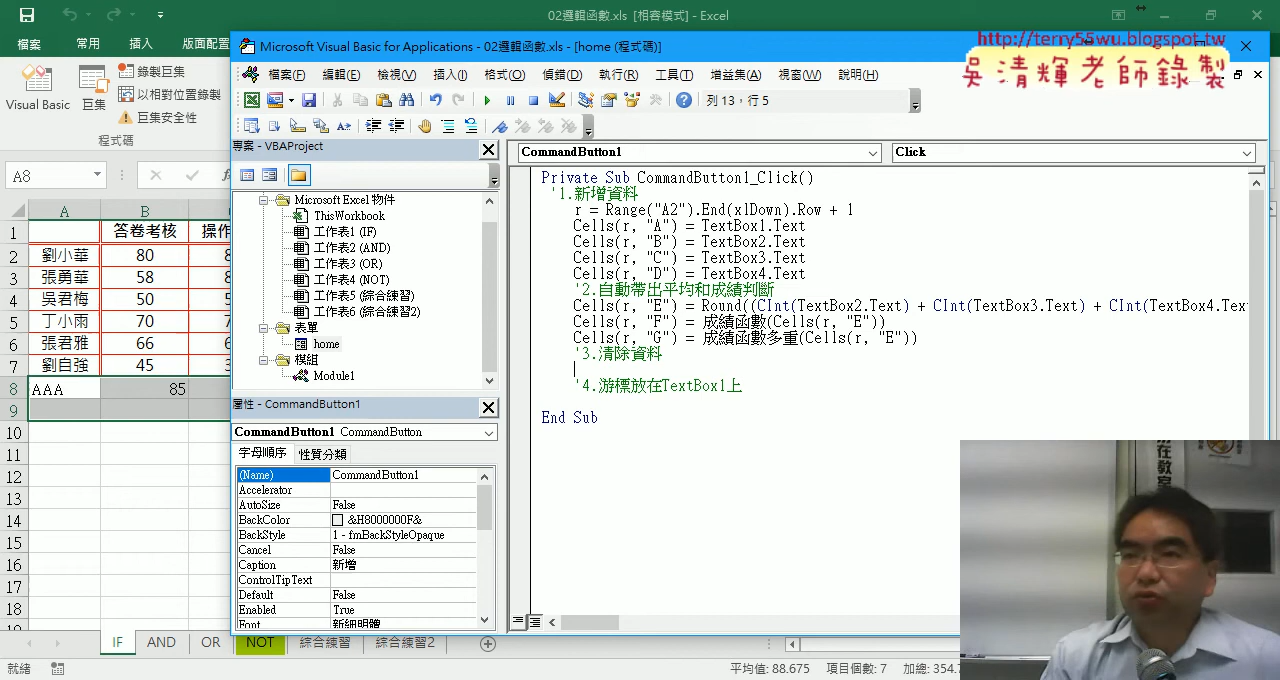 02邏輯函數.xls [相容模式] - Excel
檔案 常用 插入 版面配置
Visual Basic
巨集
錄製巨集
以相對位置錄製
巨集安全性
程式碼
A8
A B
1 答卷考核 操作
2 劉小華 80 8
3 張勇華 58 8
4 吳君梅 50 5
5 丁小雨 70 7
6 張君雅 66 6
7 劉自強 45 3
8 AAA 85
9
10
11
12
13
14
15
16
17
18
IF AND OR NOT 綜合練習 綜合練習2
就緒
平均值: 88.675 項目個數: 7 加總: 354.7
Microsoft Visual Basic for Applications - 02邏輯函數.xls - [home (程式碼)]
http://terry55wu.blogspot.tw
吳清輝老師錄製
檔案(F) 編輯(E) 檢視(V) 插入(I) 格式(O) 偵錯(D) 執行(R) 工具(T) 增益集(A) 視窗(W) 說明(H)
列 13，行 5
專案 - VBAProject
Microsoft Excel 物件
ThisWorkbook
工作表1 (IF)
工作表2 (AND)
工作表3 (OR)
工作表4 (NOT)
工作表5 (綜合練習)
工作表6 (綜合練習2)
表單
home
模組
Module1
屬性 - CommandButton1
CommandButton1 CommandButton
字母順序 性質分類
(Name) CommandButton1
Accelerator
AutoSize False
BackColor &H8000000F&
BackStyle 1 - fmBackStyleOpaque
Cancel False
Caption 新增
ControlTipText
Default False
Enabled True
Font 新細明體
CommandButton1 Click
Private Sub CommandButton1_Click()
'1.新增資料
r = Range("A2").End(xlDown).Row + 1
Cells(r, "A") = TextBox1.Text
Cells(r, "B") = TextBox2.Text
Cells(r, "C") = TextBox3.Text
Cells(r, "D") = TextBox4.Text
'2.自動帶出平均和成績判斷
Cells(r, "E") = Round((CInt(TextBox2.Text) + CInt(TextBox3.Text) + CInt(TextBox4.Tex
Cells(r, "F") = 成績函數(Cells(r, "E"))
Cells(r, "G") = 成績函數多重(Cells(r, "E"))
'3.清除資料
'4.游標放在TextBox1上
End Sub